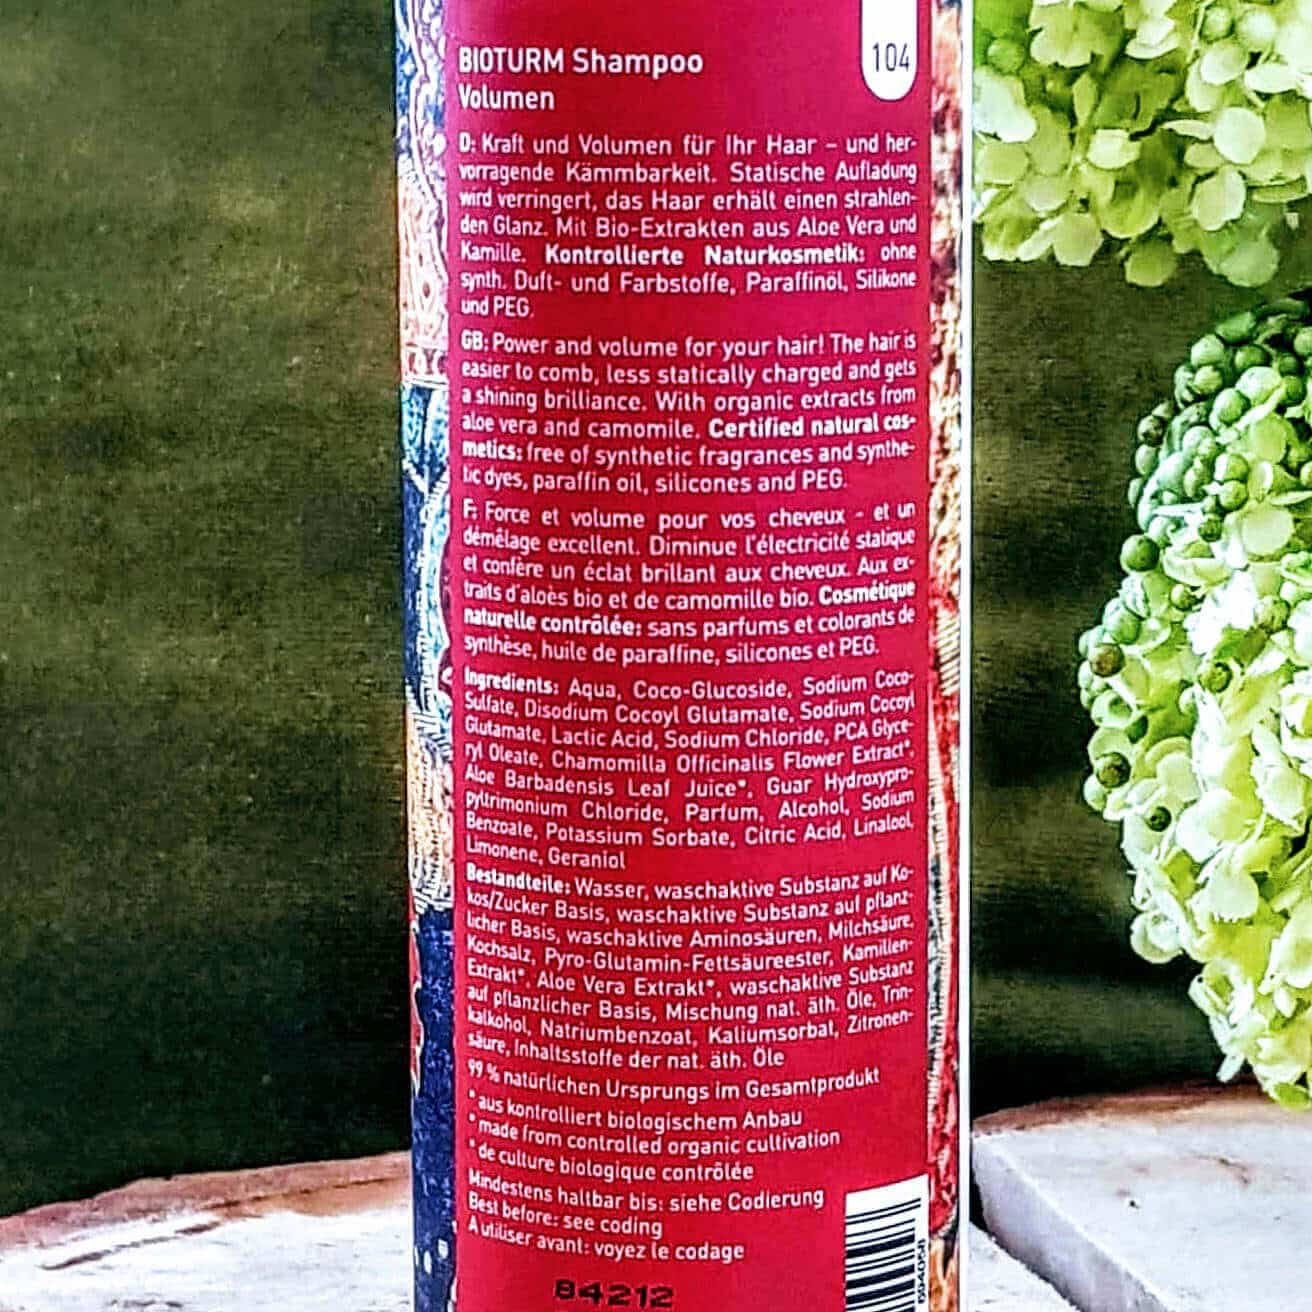 104
BIOTURM Shampoo
Volumen
D: Kraft und Volumen für Ihr Haar – und her-
vorragende Kämmbarkeit. Statische Aufladung
wird verringert, das Haar erhält einen strahlen-
den Glanz. Mit Bio-Extrakten aus Aloe Vera und
Kamille. Kontrollierte Naturkosmetik: ohne
synth. Duft- und Farbstoffe, Paraffinöl, Silikone
und PEG.
GB: Power and volume for your hair! The hair is
easier to comb, less statically charged and gets
a shining brilliance. With organic extracts from
aloe vera and camomile. Certified natural cos-
metics: free of synthetic fragrances and synthe-
tic dyes, paraffin oil, silicones and PEG.
F: Force et volume pour vos cheveux - et un
démêlage excellent. Diminue l'électricité statique
et confère un éclat brillant aux cheveux. Aux ex-
traits d'aloès bio et de camomille bio. Cosmétique
naturelle contrôlée: sans parfums et colorants de
synthèse, huile de paraffine, silicones et PEG.
Ingredients: Aqua, Coco-Glucoside, Sodium Coco-
Sulfate, Disodium Cocoyl Glutamate, Sodium Cocoyl
Glutamate, Lactic Acid, Sodium Chloride, PCA Glyce-
ryl Oleate, Chamomilla Officinalis Flower Extract*,
Aloe Barbadensis Leaf Juice*, Guar Hydroxypro-
pyltrimonium Chloride, Parfum, Alcohol, Sodium
Benzoate, Potassium Sorbate, Citric Acid, Linalool,
Limonene, Geraniol
Bestandteile: Wasser, waschaktive Substanz auf Ko-
kos/Zucker Basis, waschaktive Substanz auf pflanz-
licher Basis, waschaktive Aminosäuren, Milchsäure,
Kochsalz, Pyro-Glutamin-Fettsäureester, Kamillen-
Extrakt*, Aloe Vera Extrakt*, waschaktive Substanz
auf pflanzlicher Basis, Mischung nat. äth. Öle, Trin-
kalkohol, Natriumbenzoat, Kaliumsorbat, Zitronen-
säure, Inhaltsstoffe der nat. äth. Öle
99 % natürlichen Ursprungs im Gesamtprodukt
* aus kontrolliert biologischem Anbau
* made from controlled organic cultivation
* de culture biologique contrôlée
Mindestens haltbar bis: siehe Codierung
Best before: see coding
A utiliser avant: voyez le codage
84212